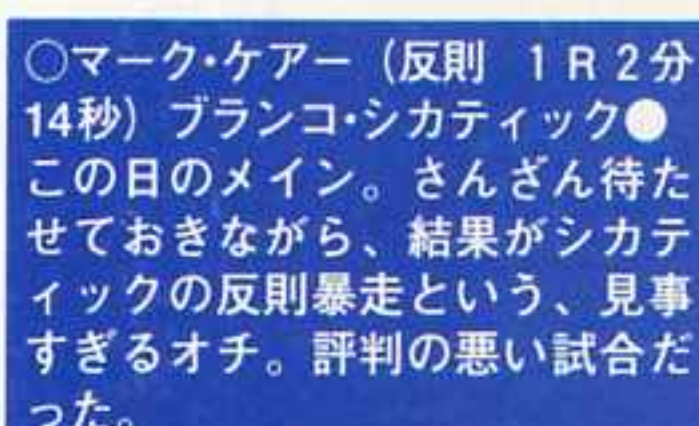 ○マーク・ケアー（反則　1R2分
14秒）ブランコ・シカティック●
この日のメイン。さんざん待た
せておきながら、結果がシカテ
ィックの反則暴走という、見事
すぎるオチ。評判の悪い試合だ
った。